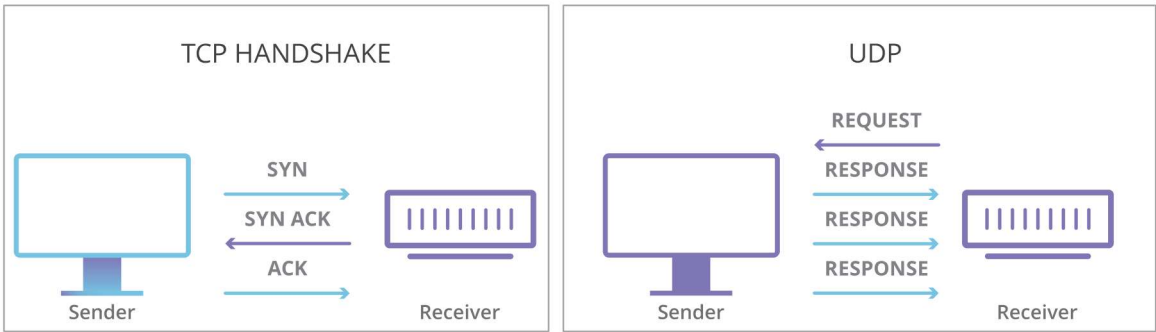 TCP HANDSHAKE
SYN
SYN ACK
ACK
Sender
Receiver
UDP
REQUEST
RESPONSE
RESPONSE
RESPONSE
Sender
Receiver